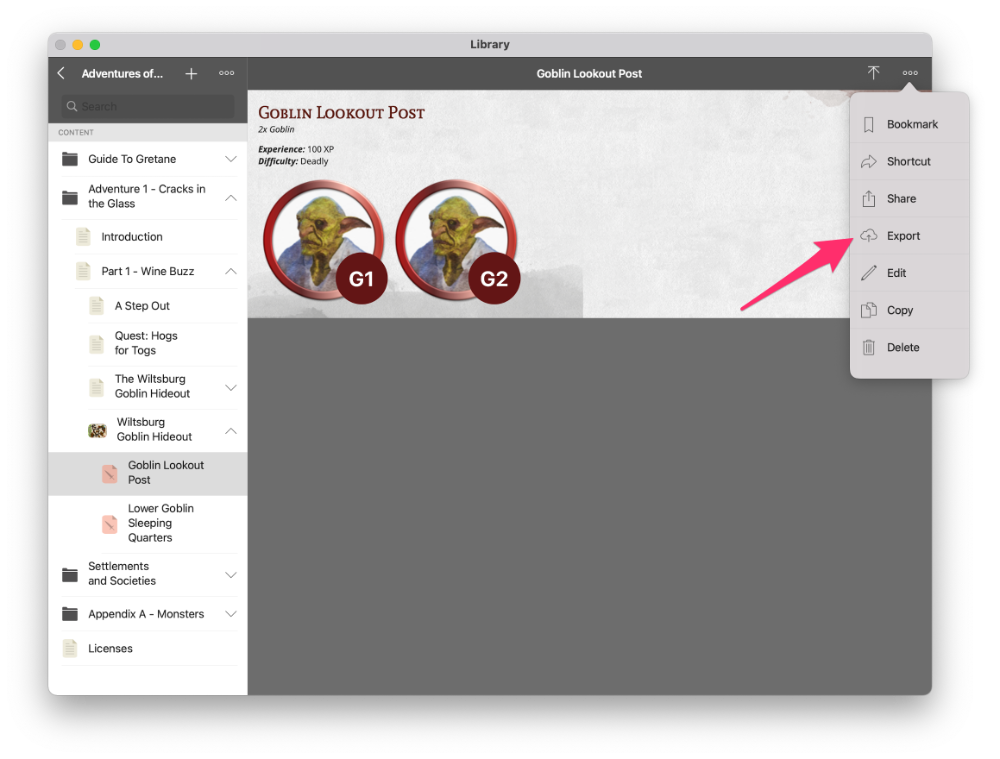 Library
Adventures of...
Goblin Lookout Post
Search
CONTENT
Guide To Gretane
Adventure 1 - Cracks in
the Glass
Introduction
Part 1 - Wine Buzz
A Step Out
Quest: Hogs
for Togs
The Wiltsburg
Goblin Hideout
Wiltsburg
Goblin Hideout
Goblin Lookout
Post
Lower Goblin
Sleeping
Quarters
Settlements
and Societies
Appendix A - Monsters
Licenses
Goblin Lookout Post
2x Goblin
Experience: 100 XP
Difficulty: Deadly
G1
G2
Bookmark
Shortcut
Share
Export
Edit
Copy
Delete